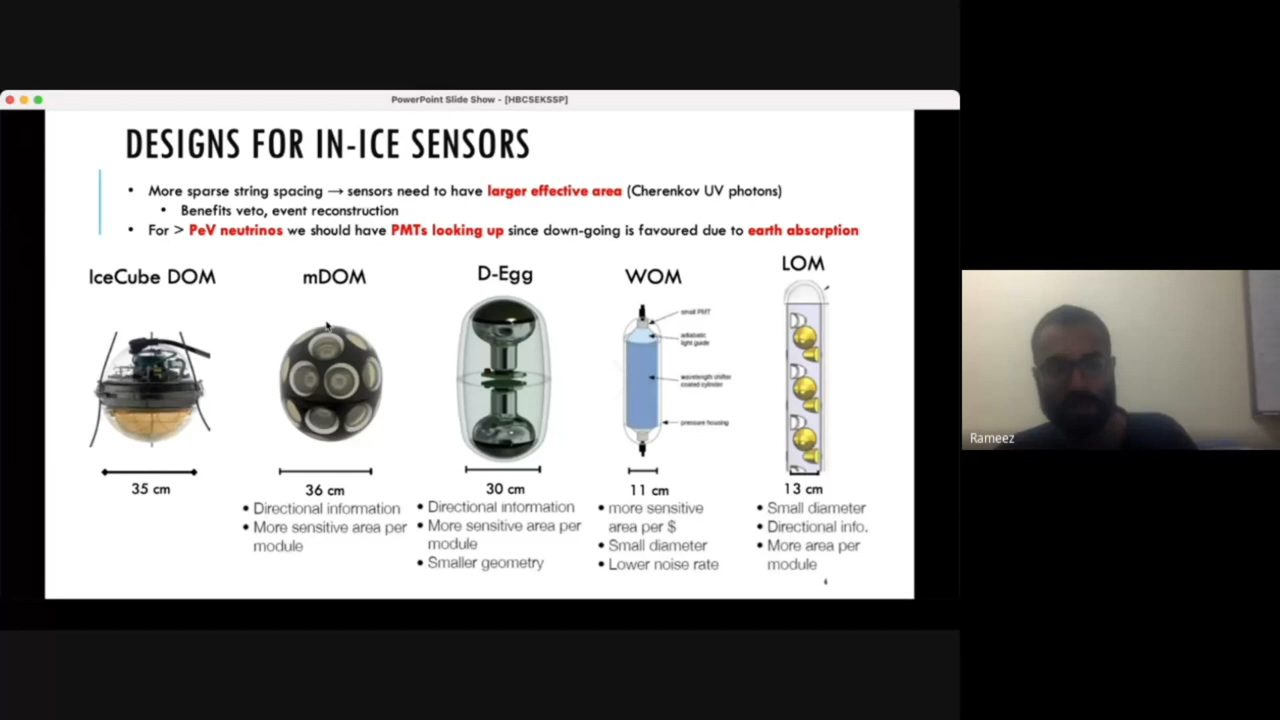 PowerPoint Slide Show - [HBCSEKSSP]
DESIGNS FOR IN-ICE SENSORS
• More sparse string spacing → sensors need to have larger effective area (Cherenkov UV photons)
• Benefits veto, event reconstruction
• For > PeV neutrinos we should have PMTs looking up since down-going is favoured due to earth absorption
IceCube DOM
mDOM
D-Egg
WOM
LOM
small PMT
adiabatic
light guide
wavelength shifter
coated cylinder
pressure housing
35 cm
36 cm
• Directional information
• More sensitive area per
module
30 cm
• Directional information
• More sensitive area per
module
• Smaller geometry
11 cm
• more sensitive
area per $
• Small diameter
• Lower noise rate
13 cm
• Small diameter
• Directional info.
• More area per
module
Rameez